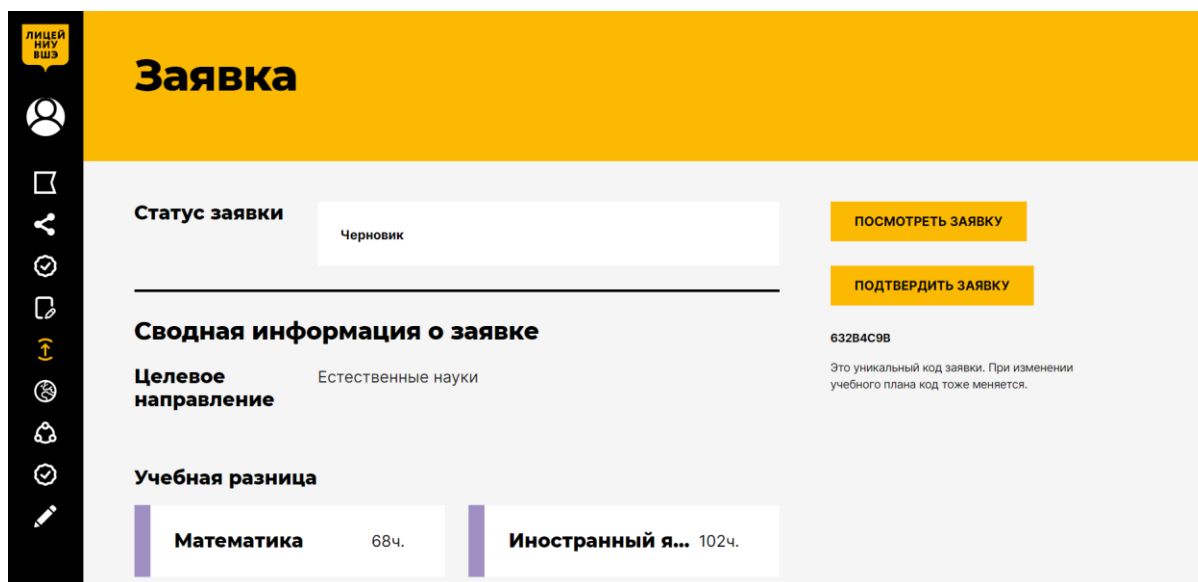 ЛИЦЕЙ
НИУ
ВШЭ
Заявка
Статус заявки
Черновик
ПОСМОТРЕТЬ ЗАЯВКУ
ПОДТВЕРДИТЬ ЗАЯВКУ
632B4C9B
Это уникальный код заявки. При изменении
учебного плана код тоже меняется.
Сводная информация о заявке
Целевое
направление
Естественные науки
Учебная разница
Математика 68ч.
Иностранный я... 102ч.